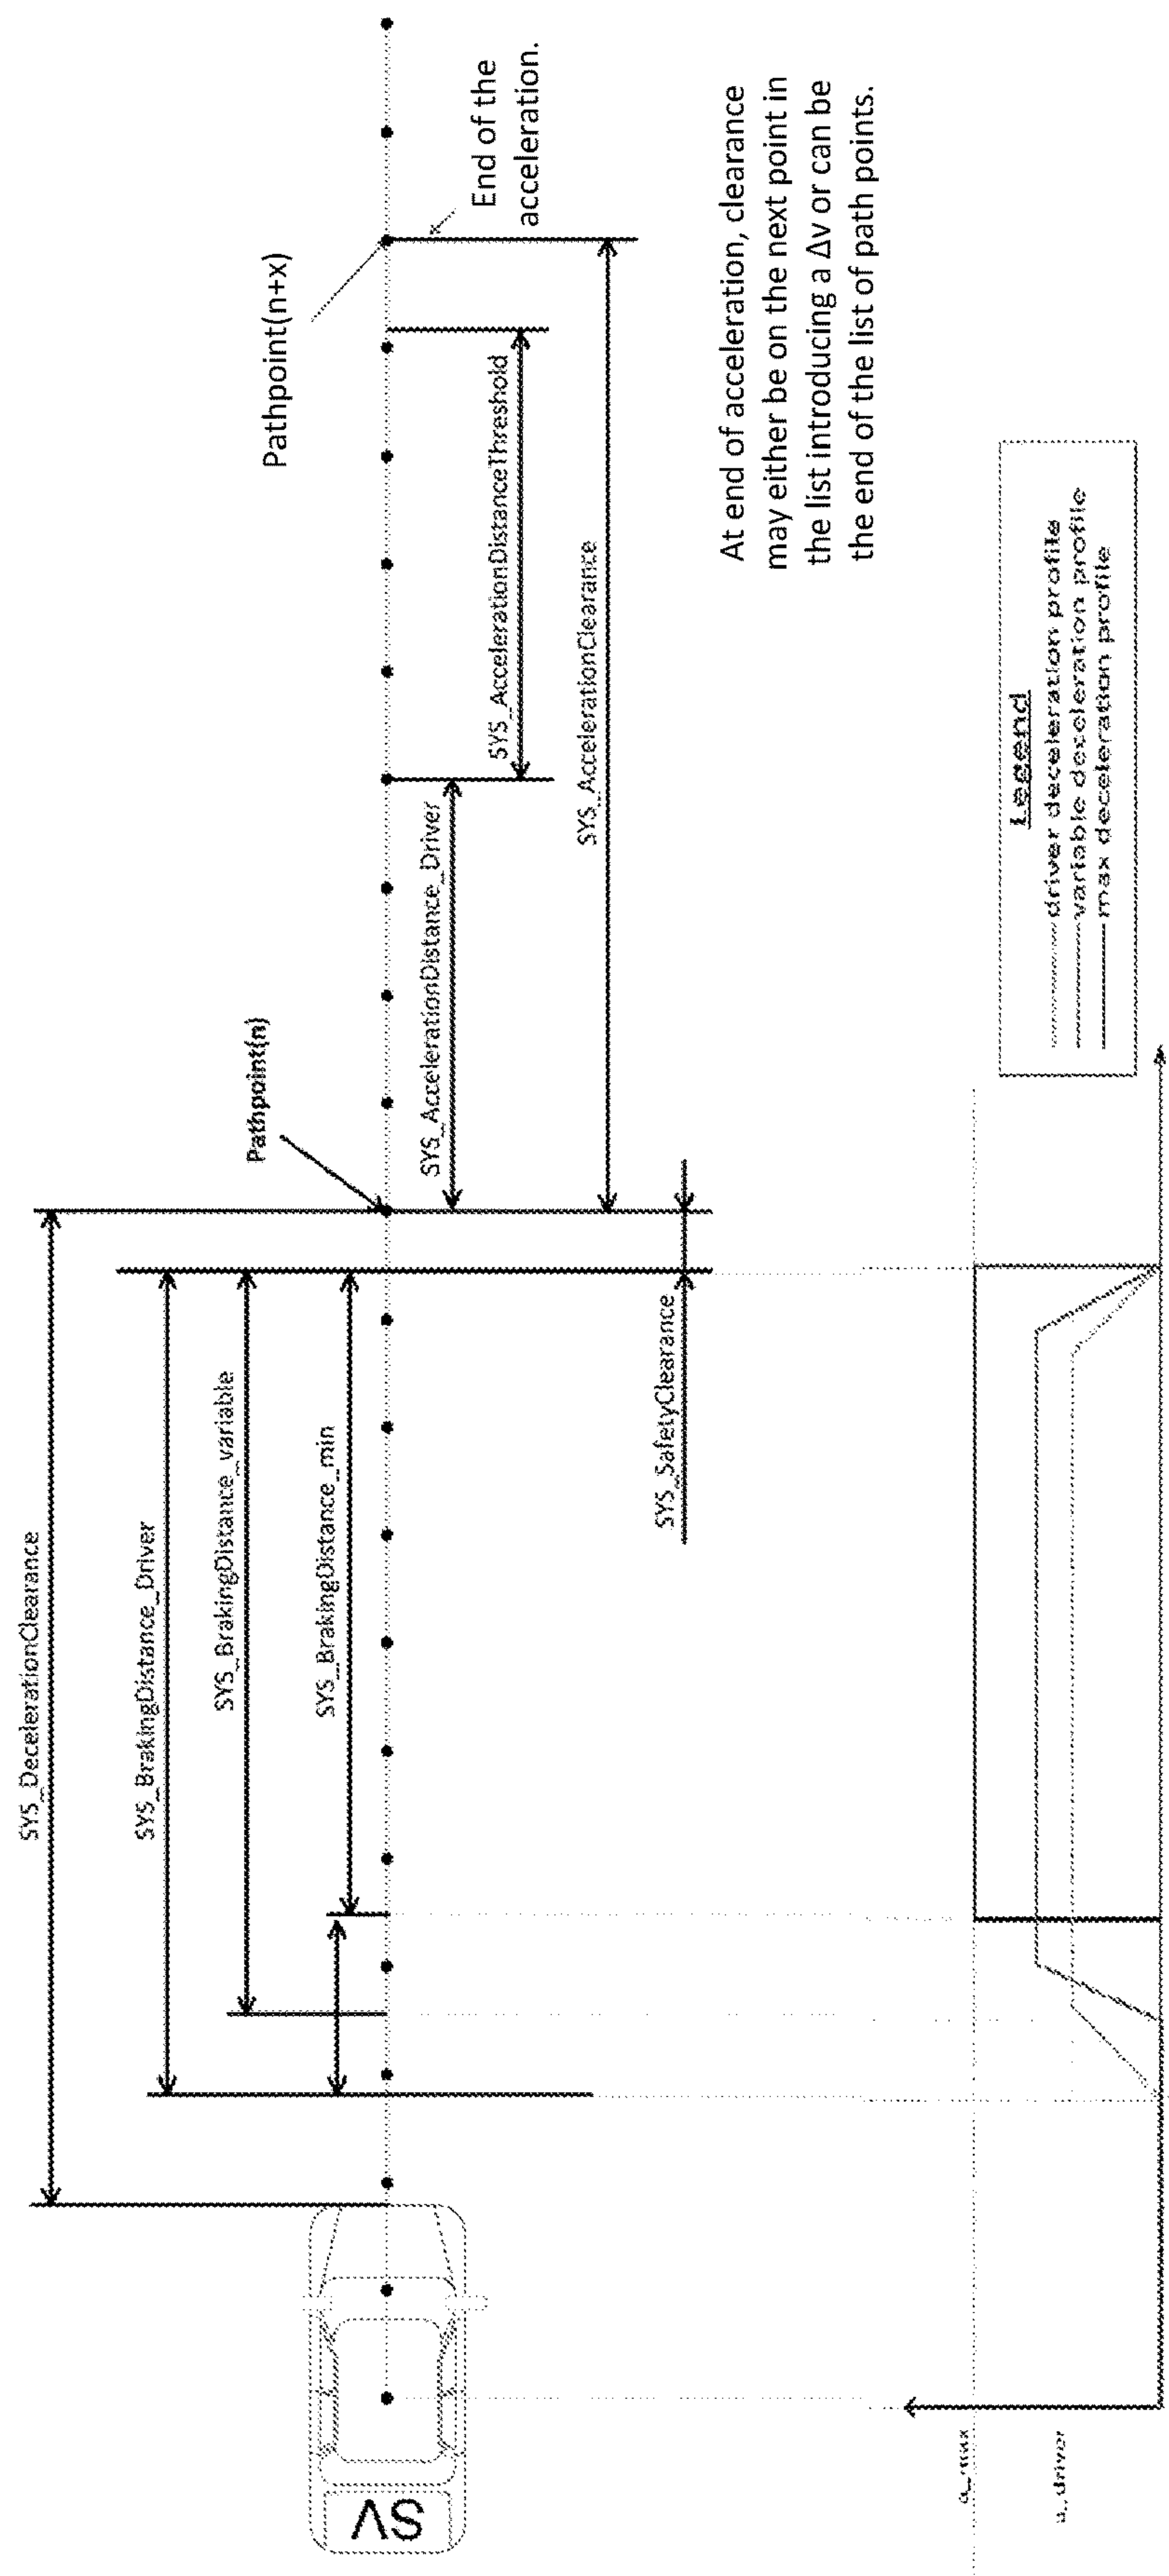 SYS_DecelerationClearance
SYS_BrakingDistance_Driver
SYS_BrakingDistance_variable
SYS_BrakingDistance_min
Pathpoint(n)
Pathpoint(n+x)
End of the
acceleration.
SYS_AccelerationDistance_Driver
SYS_AccelerationDistanceThreshold
SYS_AccelerationClearance
SYS_SafetyClearance
SV
At end of acceleration, clearance
may either be on the next point in
the list introducing a Δv or can be
the end of the list of path points.
a_max
a_driver
Legend
driver deceleration profile
variable deceleration profile
max deceleration profile